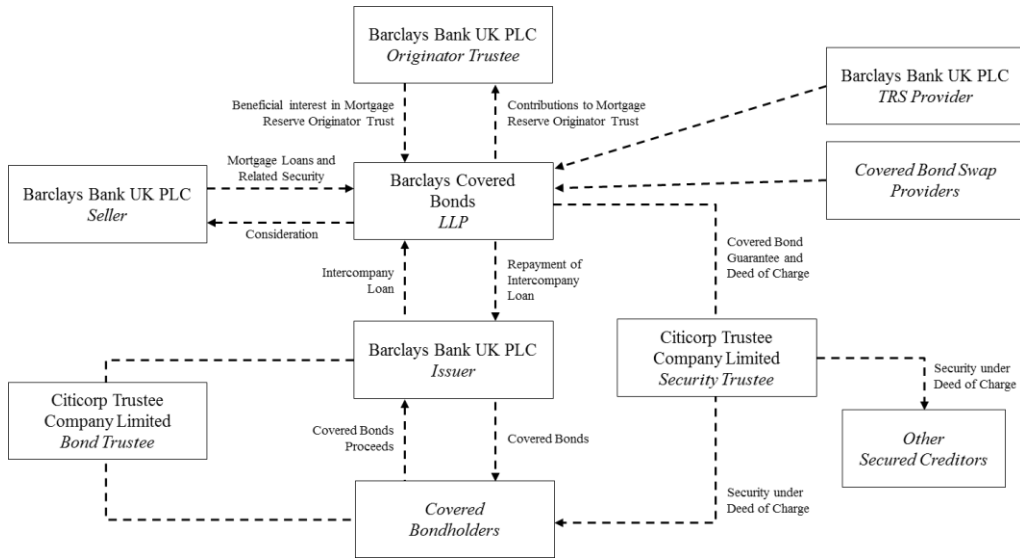 Barclays Bank UK PLC
Originator Trustee
Beneficial interest in Mortgage
Reserve Originator Trust
Contributions to Mortgage
Reserve Originator Trust
Barclays Bank UK PLC
TRS Provider
Barclays Bank UK PLC
Seller
Mortgage Loans and
Related Security
Consideration
Barclays Covered
Bonds
LLP
Covered Bond Swap
Providers
Intercompany
Loan
Repayment of
Intercompany
Loan
Covered Bond
Guarantee and
Deed of Charge
Barclays Bank UK PLC
Issuer
Citicorp Trustee
Company Limited
Security Trustee
Security under
Deed of Charge
Citicorp Trustee
Company Limited
Bond Trustee
Covered Bonds
Proceeds
Covered Bonds
Other
Secured Creditors
Covered
Bondholders
Security under
Deed of Charge